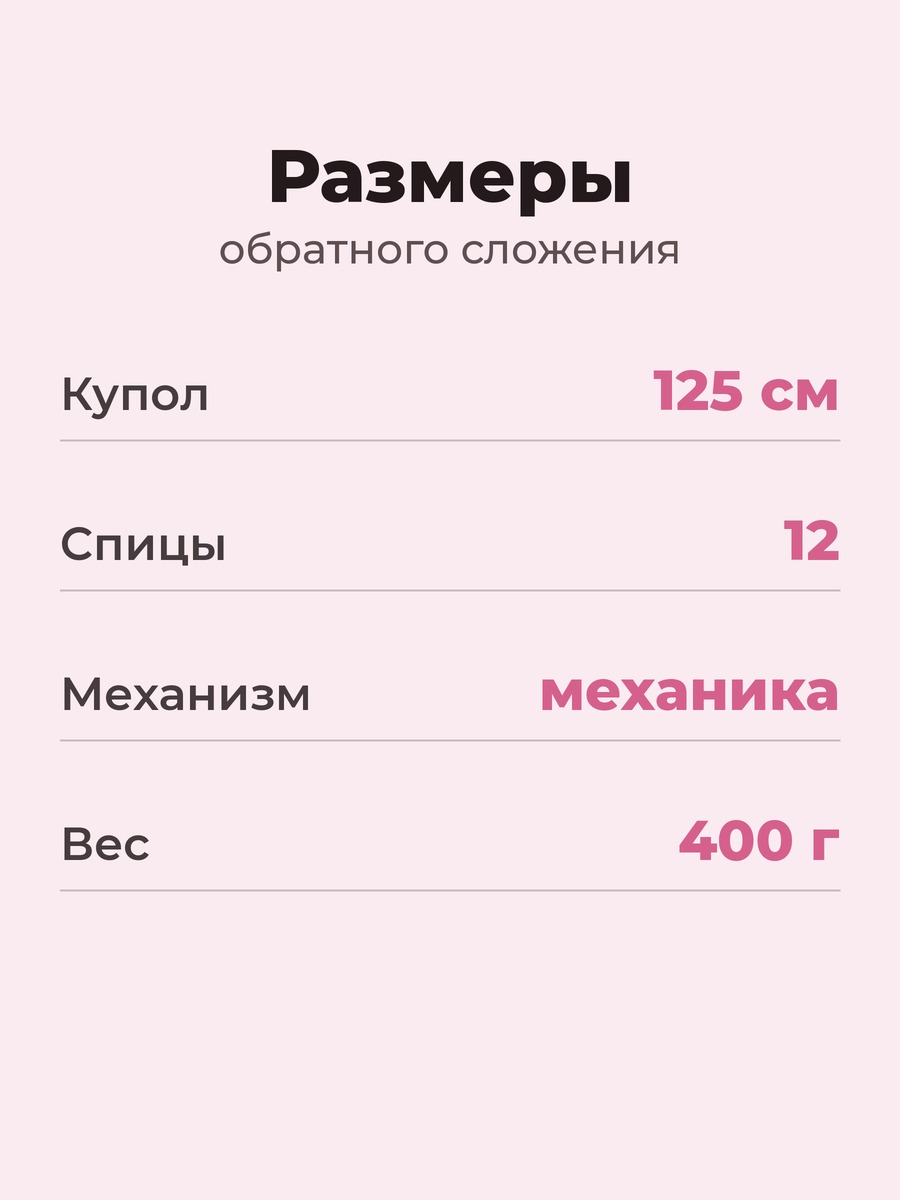 Размеры
обратного сложения
Купол 125 см
Спицы 12
Механизм механика
Вес 400 г